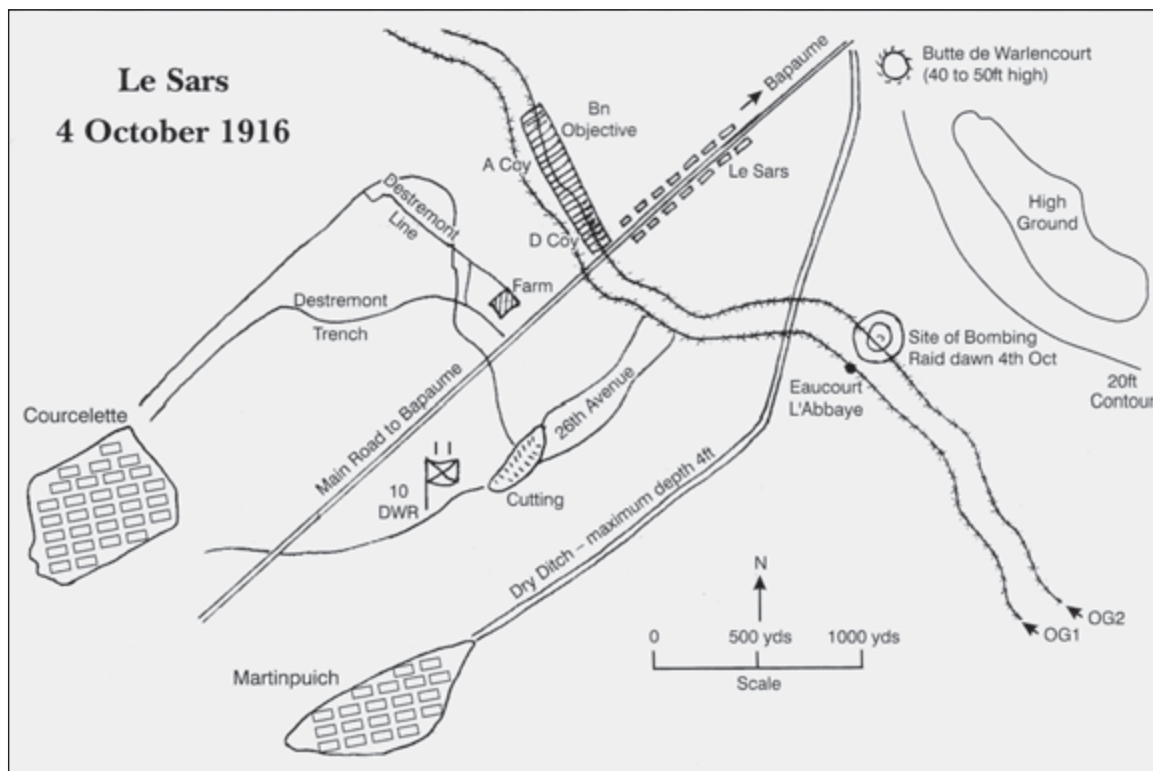 Le Sars
4 October 1916
Butte de Warlencourt
(40 to 50ft high)
Bapaume
Bn
Objective
A Coy
Le Sars
D Coy
High
Ground
Destremont
Line
Farm
Destremont
Trench
Site of Bombing
Raid dawn 4th Oct
Eaucourt
L'Abbaye
20ft
Contour
Courcelette
Main Road to Bapaume
26th Avenue
Cutting
10
DWR
Dry Ditch – maximum depth 4ft
N
0 500 yds 1000 yds
Scale
OG2
OG1
Martinpuich